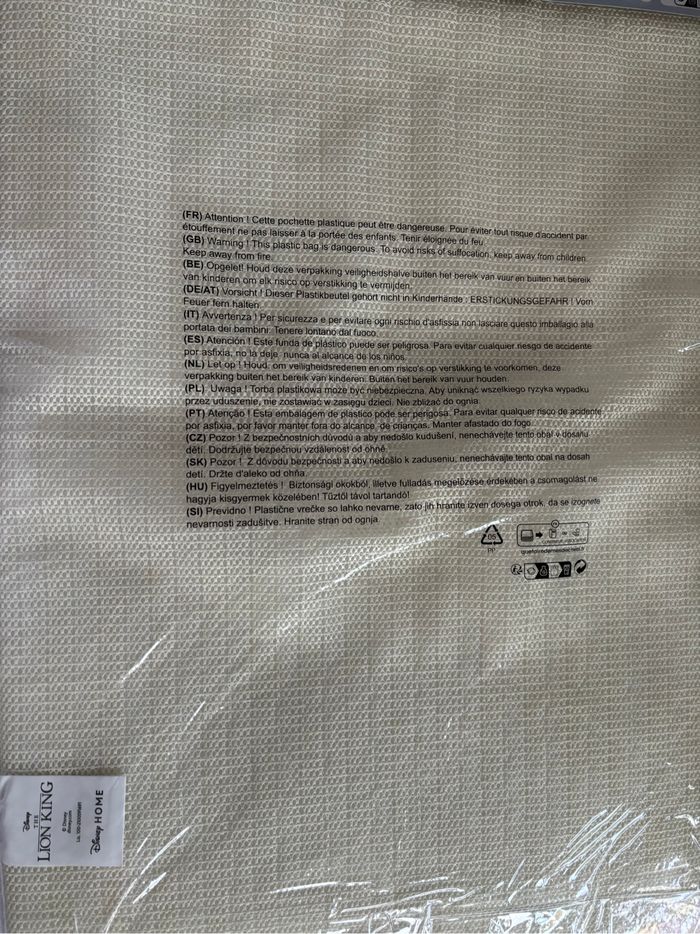 (FR) Attention ! Cette pochette plastique peut être dangereuse. Pour éviter tout risque d'accident par
étouffement ne pas laisser à la portée des enfants. Tenir éloignée du feu.
(GB) Warning ! This plastic bag is dangerous. To avoid risks of suffocation, keep away from children.
Keep away from fire.
(BE) Opgelet! Houd deze verpakking veiligheidshalve buiten het bereik van vuur en buiten het bereik
van kinderen om elk risico op verstikking te vermijden.
(DE/AT) Vorsicht ! Dieser Plastikbeutel gehört nicht in Kinderhände : ERSTICKUNGSGEFAHR ! Vom
Feuer fern halten.
(IT) Avvertenza ! Per sicurezza e per evitare ogni rischio d'asfissia non lasciare questo imballagio alla
portata dei bambini. Tenere lontano dal fuoco.
(ES) Atención ! Este funda de plástico puede ser peligrosa. Para evitar cualquier riesgo de accidente
por asfixia, no la deje nunca al alcance de los niños.
(NL) Let op ! Houd, om veiligheidsredenen en om risico's op verstikking te voorkomen, deze
verpakking buiten het bereik van kinderen. Buiten het bereik van vuur houden.
(PL) Uwaga ! Torba plastikowa może być niebezpieczna. Aby uniknąć wszelkiego ryzyka wypadku
przez uduszenie, nie zostawiać w zasięgu dzieci. Nie zbliżać do ognia.
(PT) Atenção ! Esta embalagem de plastico pode ser perigosa. Para evitar qualquer risco de acidente
por asfixia, por favor manter fora do alcance, de crianças. Manter afastado do fogo.
(CZ) Pozor ! Z bezpečnostních důvodů a aby nedošlo kudušení, nenechávejte tento obal v dosahu
dětí. Dodržujte bezpečnou vzdálenost od ohně.
(SK) Pozor ! Z dôvodu bezpečnosti a aby nedošlo k zaduseniu, nenechávejte tento obal na dosah
detí. Držte d'aleko od ohňa.
(HU) Figyelmeztetés ! Biztonsági okokból, illetve fulladás megelőzése érdekében a csomagolást ne
hagyja kisgyermek közelében! Tűztől távol tartandó!
(SI) Previdno ! Plastične vrečke so lahko nevarne, zato jih hranite izven dosega otrok, da se izognete
nevarnosti zadušitve. Hranite stran od ognja.
05
PP
quefairedemesdechets.fr
Disney
THE
LION KING
© Disney
disney.com
Disney HOME